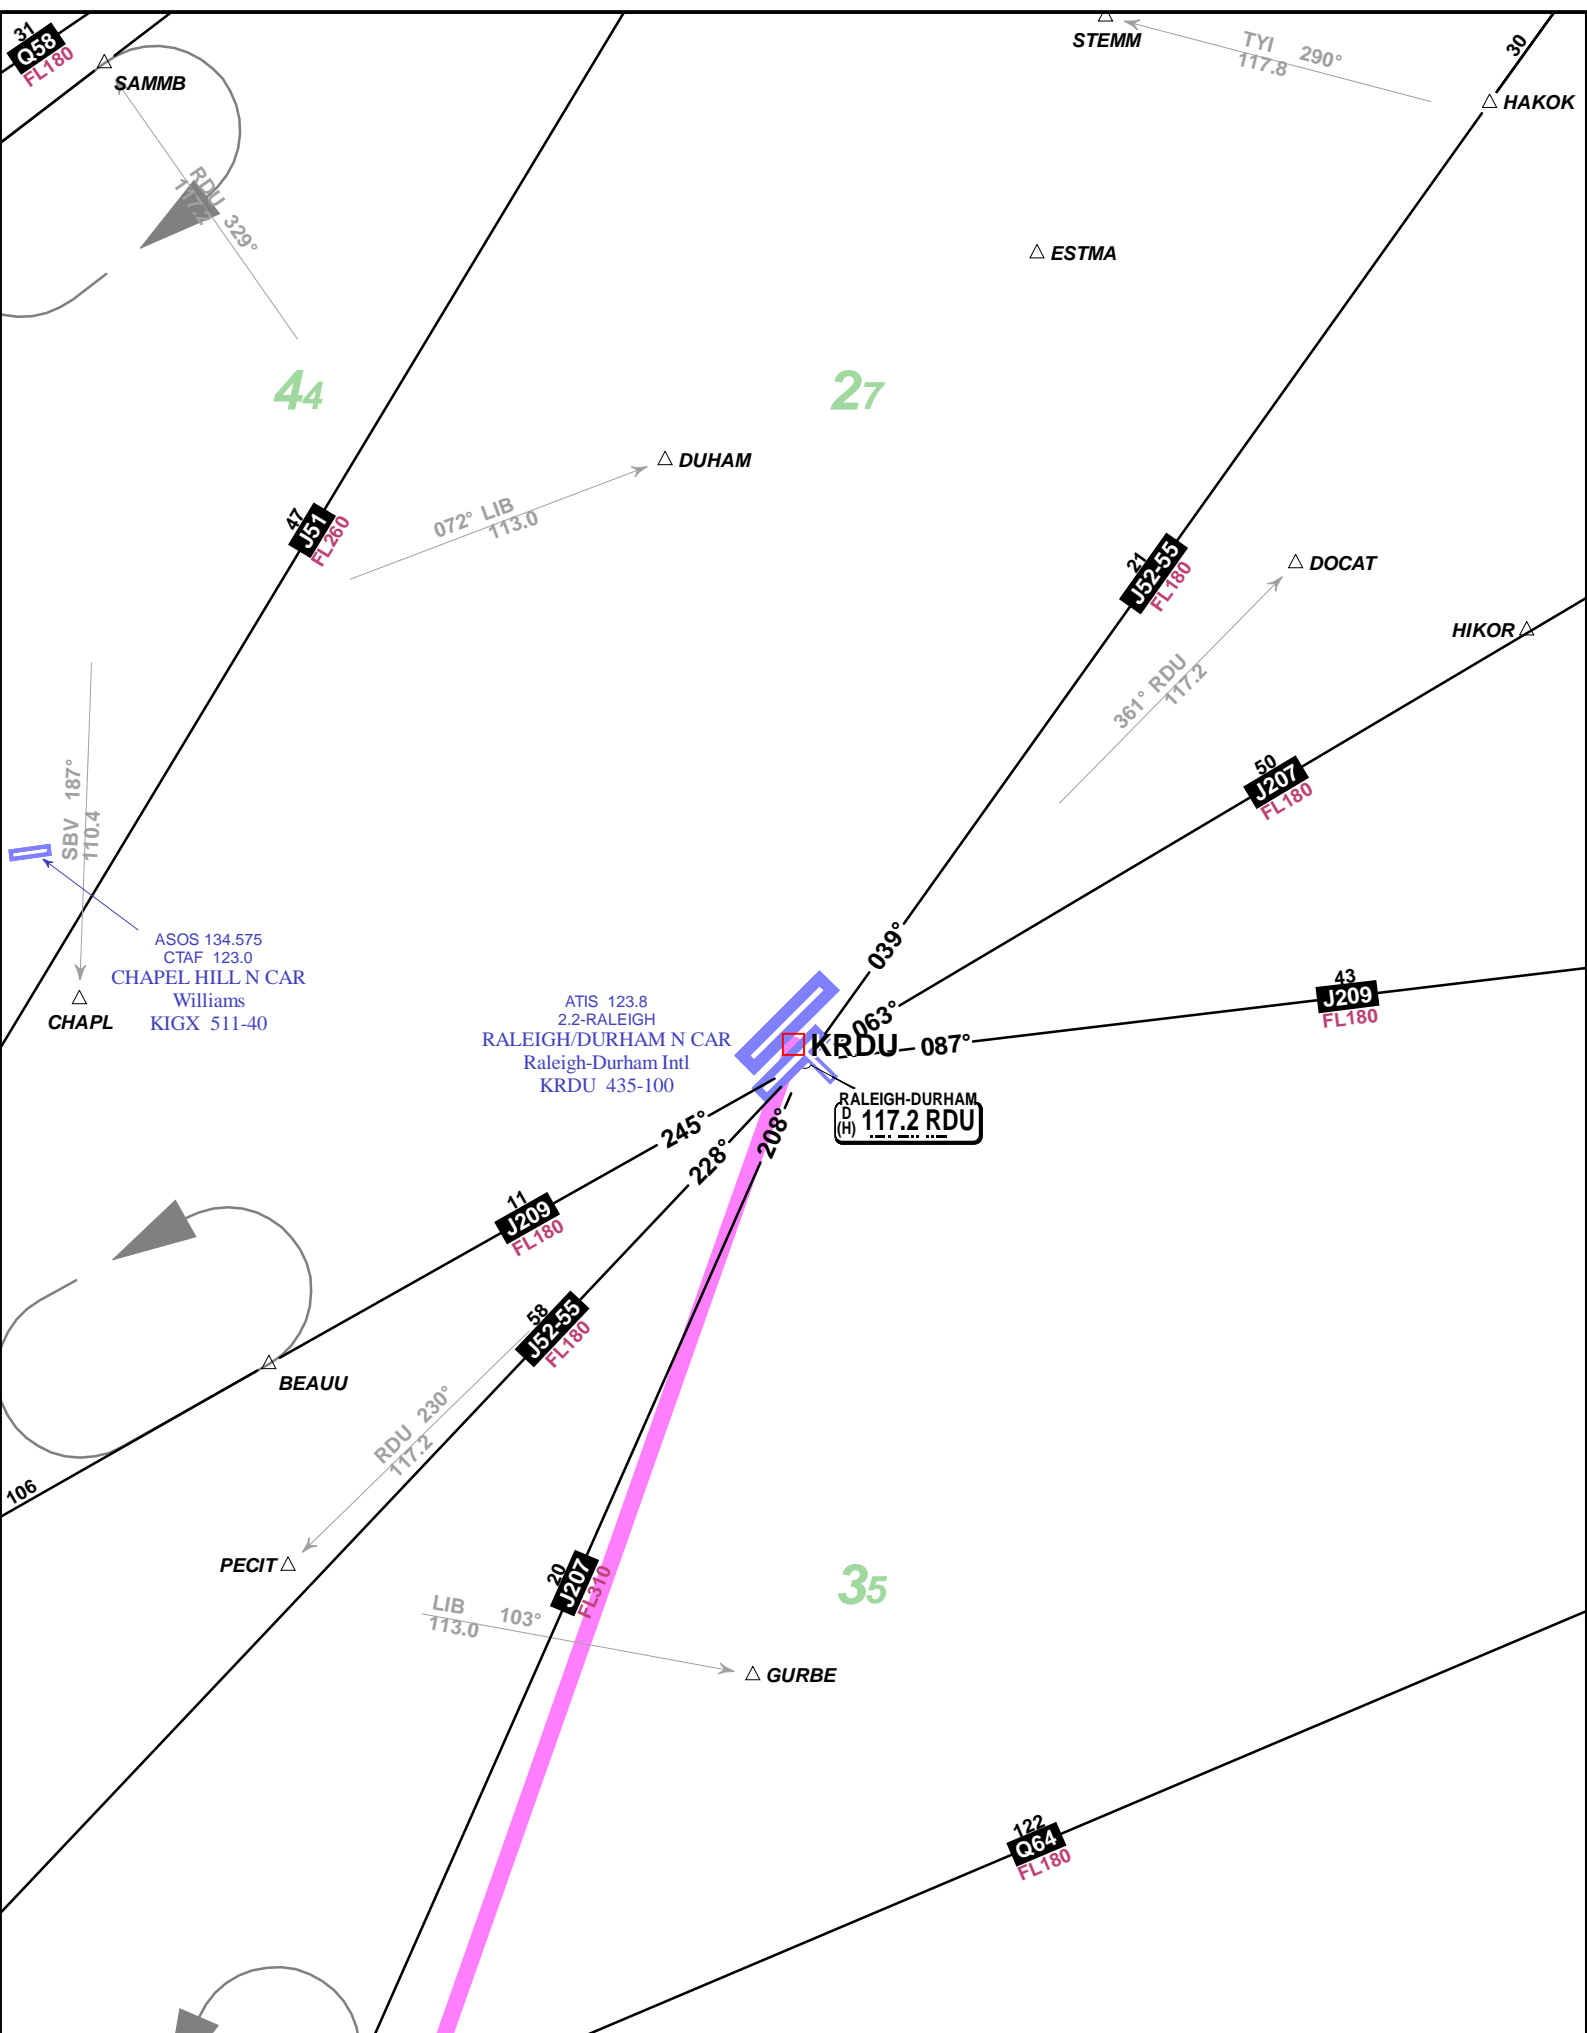 31
Q58
FL180
SAMMB
STEMM
TYI 290°
117.8
30
HAKOK
RDU 329°
117.2
ESTMA
44
27
DUHAM
072° LIB
113.0
47
J51
FL260
21
J52-55
FL180
DOCAT
HIKOR
361° RDU
117.2
SBV 187°
110.4
50
J207
FL180
ASOS 134.575
CTAF 123.0
CHAPEL HILL N CAR
Williams
KIGX 511-40
CHAPL
ATIS 123.8
2.2-RALEIGH
RALEIGH/DURHAM N CAR
Raleigh-Durham Intl
KRDU 435-100
039°
063°
KRDU
087°
43
J209
FL180
RALEIGH-DURHAM
D
(H) 117.2 RDU
245°
228°
208°
11
J209
FL180
58
J52-55
FL180
BEAUU
RDU 230°
117.2
106
PECIT
20
J207
FL310
35
LIB 103°
113.0
GURBE
122
Q64
FL180